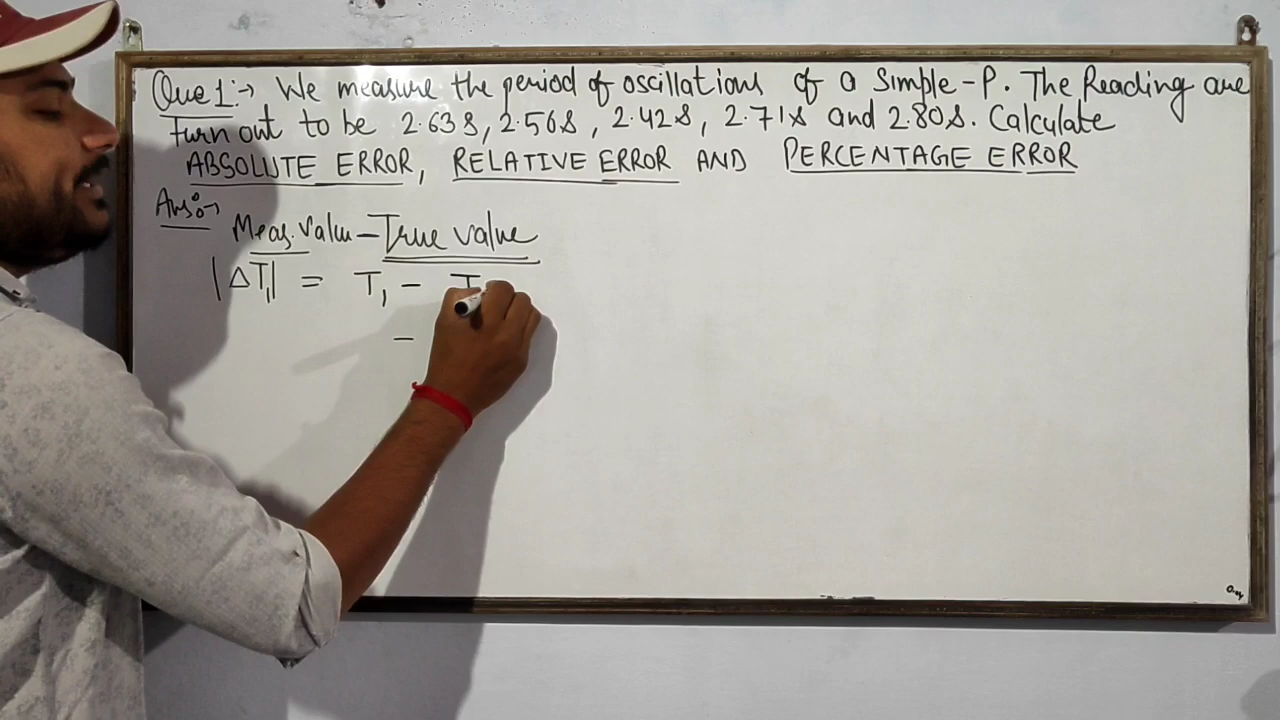 Que 1:→ We measure the period of oscillations of a Simple-P. The Reading are
turn out to be 2.63s, 2.56s, 2.42s, 2.71s and 2.80s. Calculate
ABSOLUTE ERROR, RELATIVE ERROR AND PERCENTAGE ERROR
Ans:→
Meas. Value – True value
|ΔT₁| = T₁ – T
–